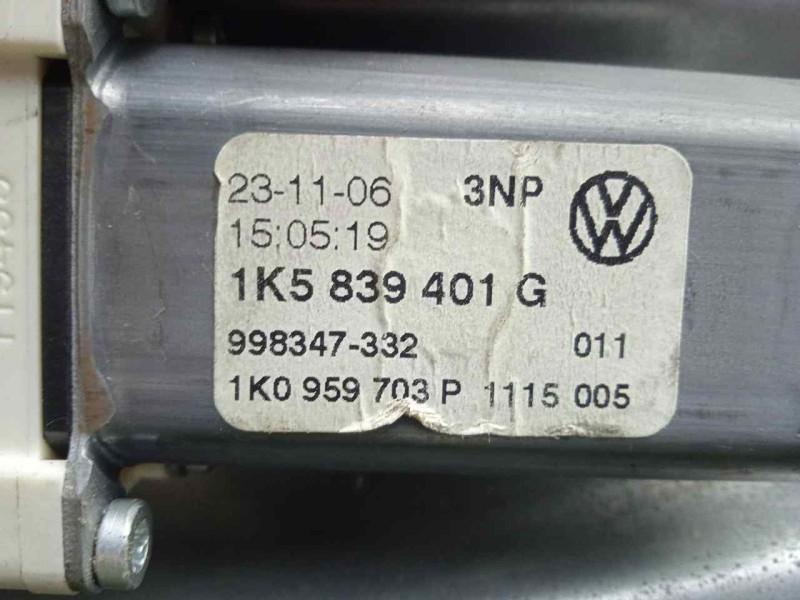 23-11-06 3NP
15:05:19
1K5 839 401 G
998347-332 011
1K0 959 703 P 1115 005